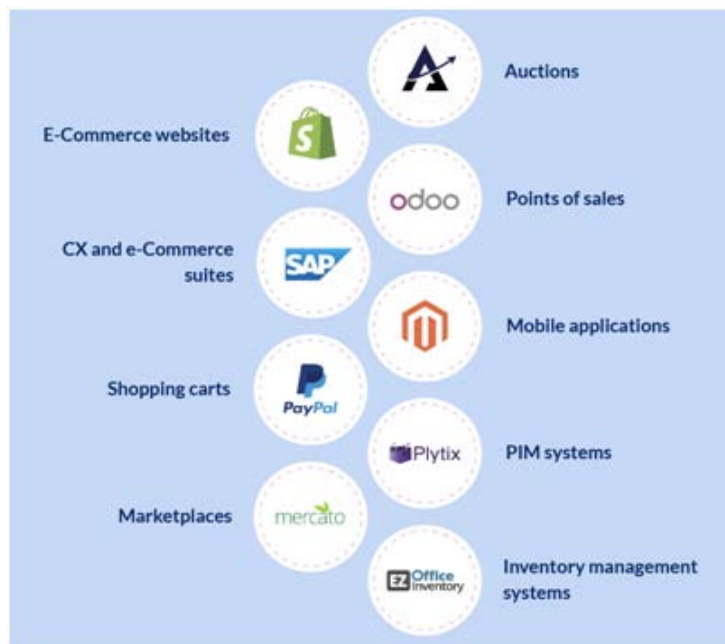 Auctions
E-Commerce websites
odoo
Points of sales
CX and e-Commerce
suites
SAP
Mobile applications
Shopping carts
PayPal
Plytix
PIM systems
Marketplaces
mercato
EZ Office
Inventory
Inventory management
systems